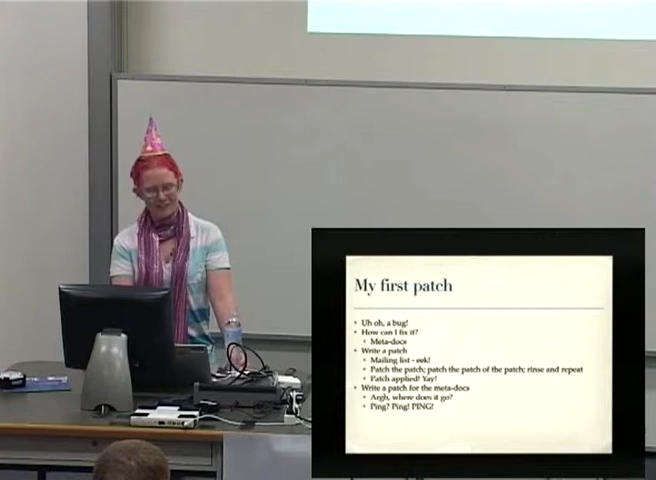 My first patch
Uh oh, a bug!
How can I fix it?
Meta-docs
Write a patch
Mailing list - eek!
Patch the patch; patch the patch of the patch; rinse and repeat
Patch applied! Yay!
Write a patch for the meta-docs
Argh, where does it go?
Ping? Ping! PING!